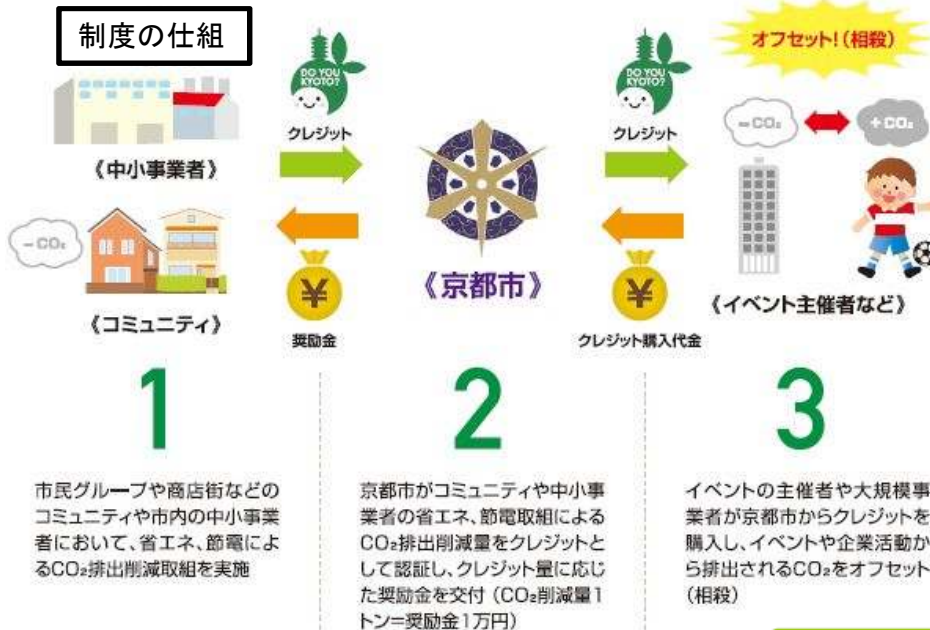 制度の仕組
DO YOU
KYOTO?
クレジット
DO YOU
KYOTO?
クレジット
オフセット!(相殺)
-CO₂
+CO₂
《中小事業者》
-CO₂
《コミュニティ》
¥
奨励金
《京都市》
¥
クレジット購入代金
《イベント主催者など》
1
市民グループや商店街などの
コミュニティや市内の中小事業
者において、省エネ、節電によ
るCO₂排出削減取組を実施
2
京都市がコミュニティや中小事
業者の省エネ、節電取組による
CO₂排出削減量をクレジットと
して認証し、クレジット量に応じ
た奨励金を交付(CO₂削減量1
トン=奨励金1万円)
3
イベントの主催者や大規模事
業者が京都市からクレジットを
購入し、イベントや企業活動か
ら排出されるCO₂をオフセット
(相殺)